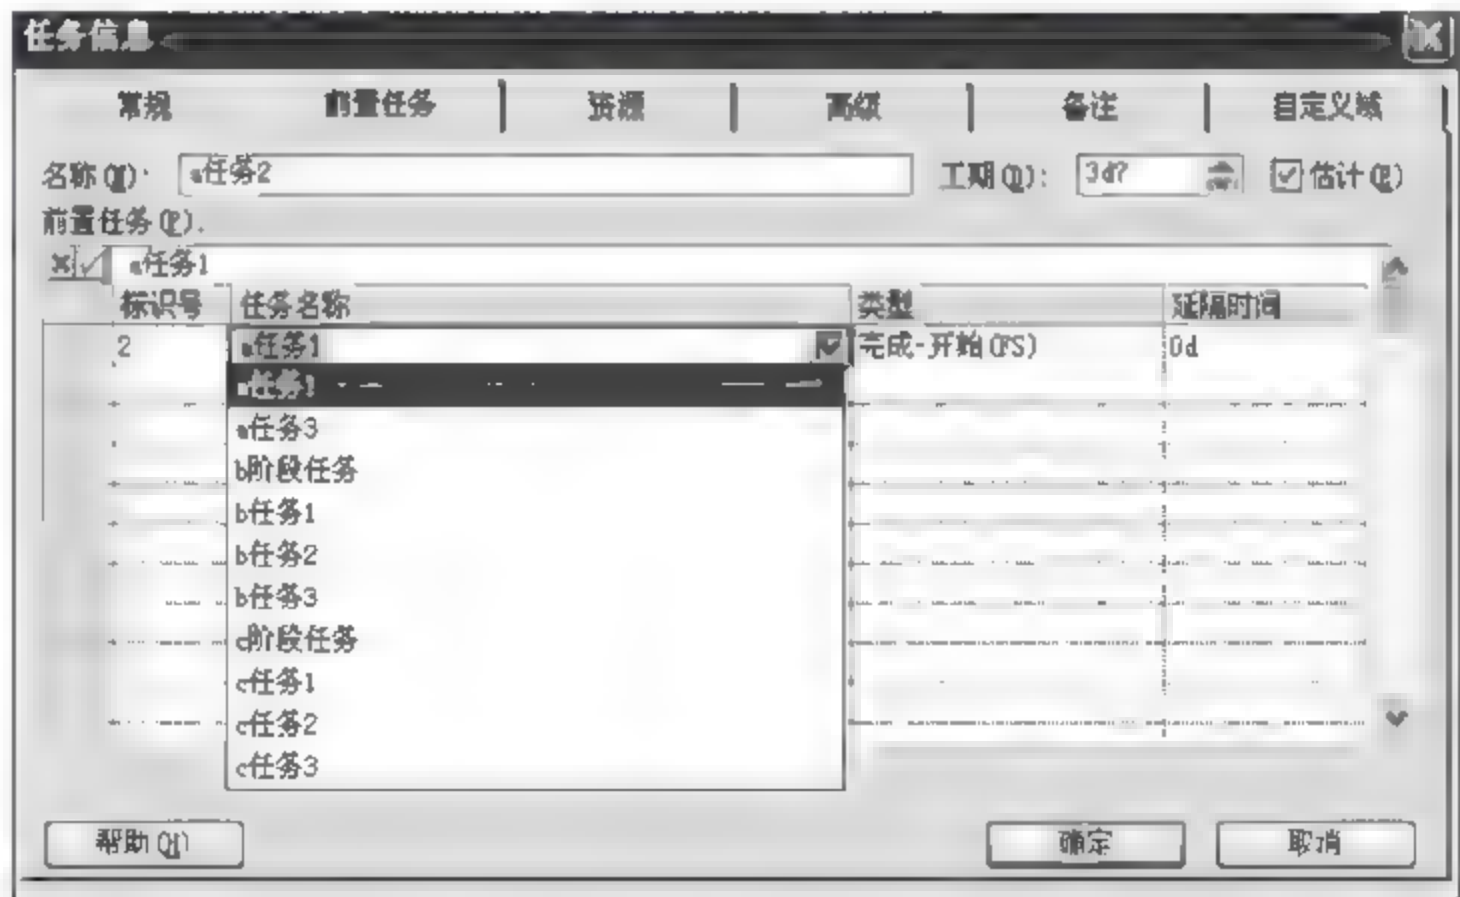 任务信息
常规 前置任务 资源 高级 备注 自定义域
名称(N): a任务2 工期(D): 3d? 估计(E)
前置任务(P):
a任务1
标识号 任务名称 类型 延隔时间
2 a任务1 完成-开始(FS) 0d
a任务1
a任务3
b阶段任务
b任务1
b任务2
b任务3
c阶段任务
c任务1
c任务2
c任务3
帮助(H) 确定 取消